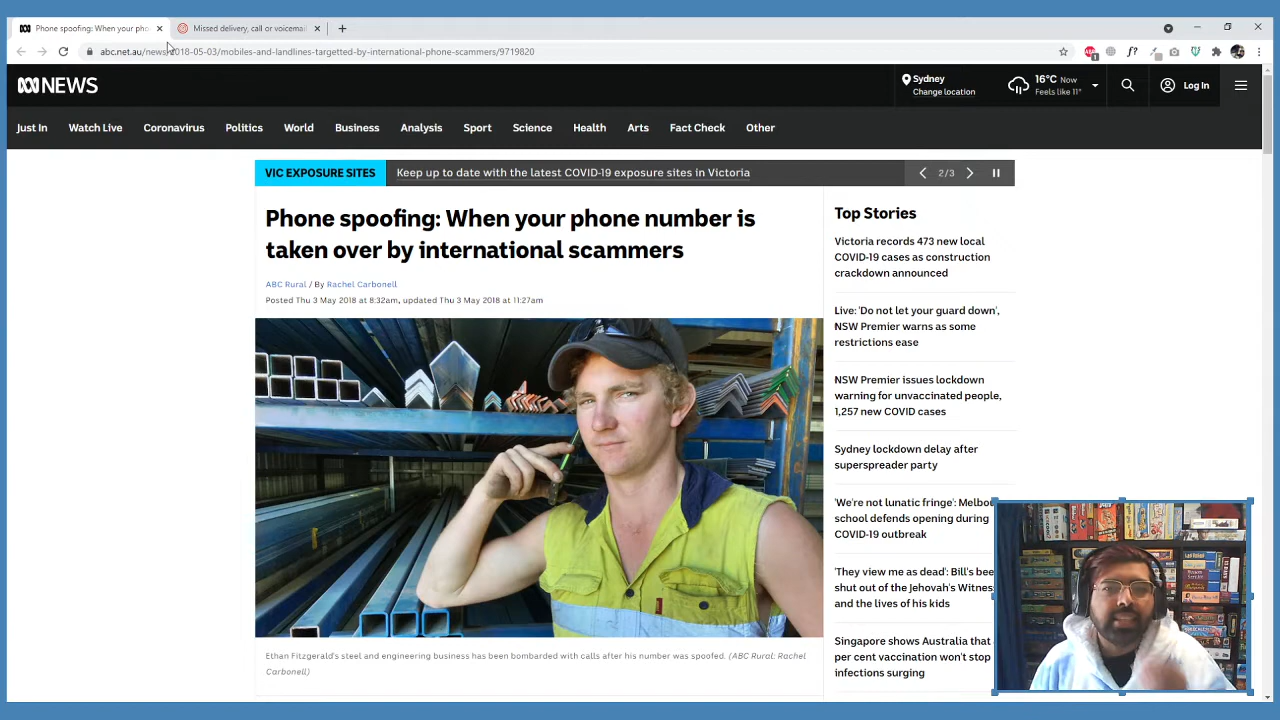 Phone spoofing: When your pho
Missed delivery, call or voicemai
abc.net.au/news/2018-05-03/mobiles-and-landlines-targetted-by-international-phone-scammers/9719820
f?
1
NEWS
Sydney
Change location
16°C Now
Feels like 11°
Log In
Just In
Watch Live
Coronavirus
Politics
World
Business
Analysis
Sport
Science
Health
Arts
Fact Check
Other
VIC EXPOSURE SITES
Keep up to date with the latest COVID-19 exposure sites in Victoria
2/3
Phone spoofing: When your phone number is
taken over by international scammers
ABC Rural / By Rachel Carbonell
Posted Thu 3 May 2018 at 8:32am, updated Thu 3 May 2018 at 11:27am
Ethan Fitzgerald's steel and engineering business has been bombarded with calls after his number was spoofed. (ABC Rural: Rachel
Carbonell)
Top Stories
Victoria records 473 new local
COVID-19 cases as construction
crackdown announced
Live: 'Do not let your guard down',
NSW Premier warns as some
restrictions ease
NSW Premier issues lockdown
warning for unvaccinated people,
1,257 new COVID cases
Sydney lockdown delay after
superspreader party
'We're not lunatic fringe': Melbou
school defends opening during
COVID-19 outbreak
'They view me as dead': Bill's bee
shut out of the Jehovah's Witness
and the lives of his kids
Singapore shows Australia that
per cent vaccination won't stop
infections surging